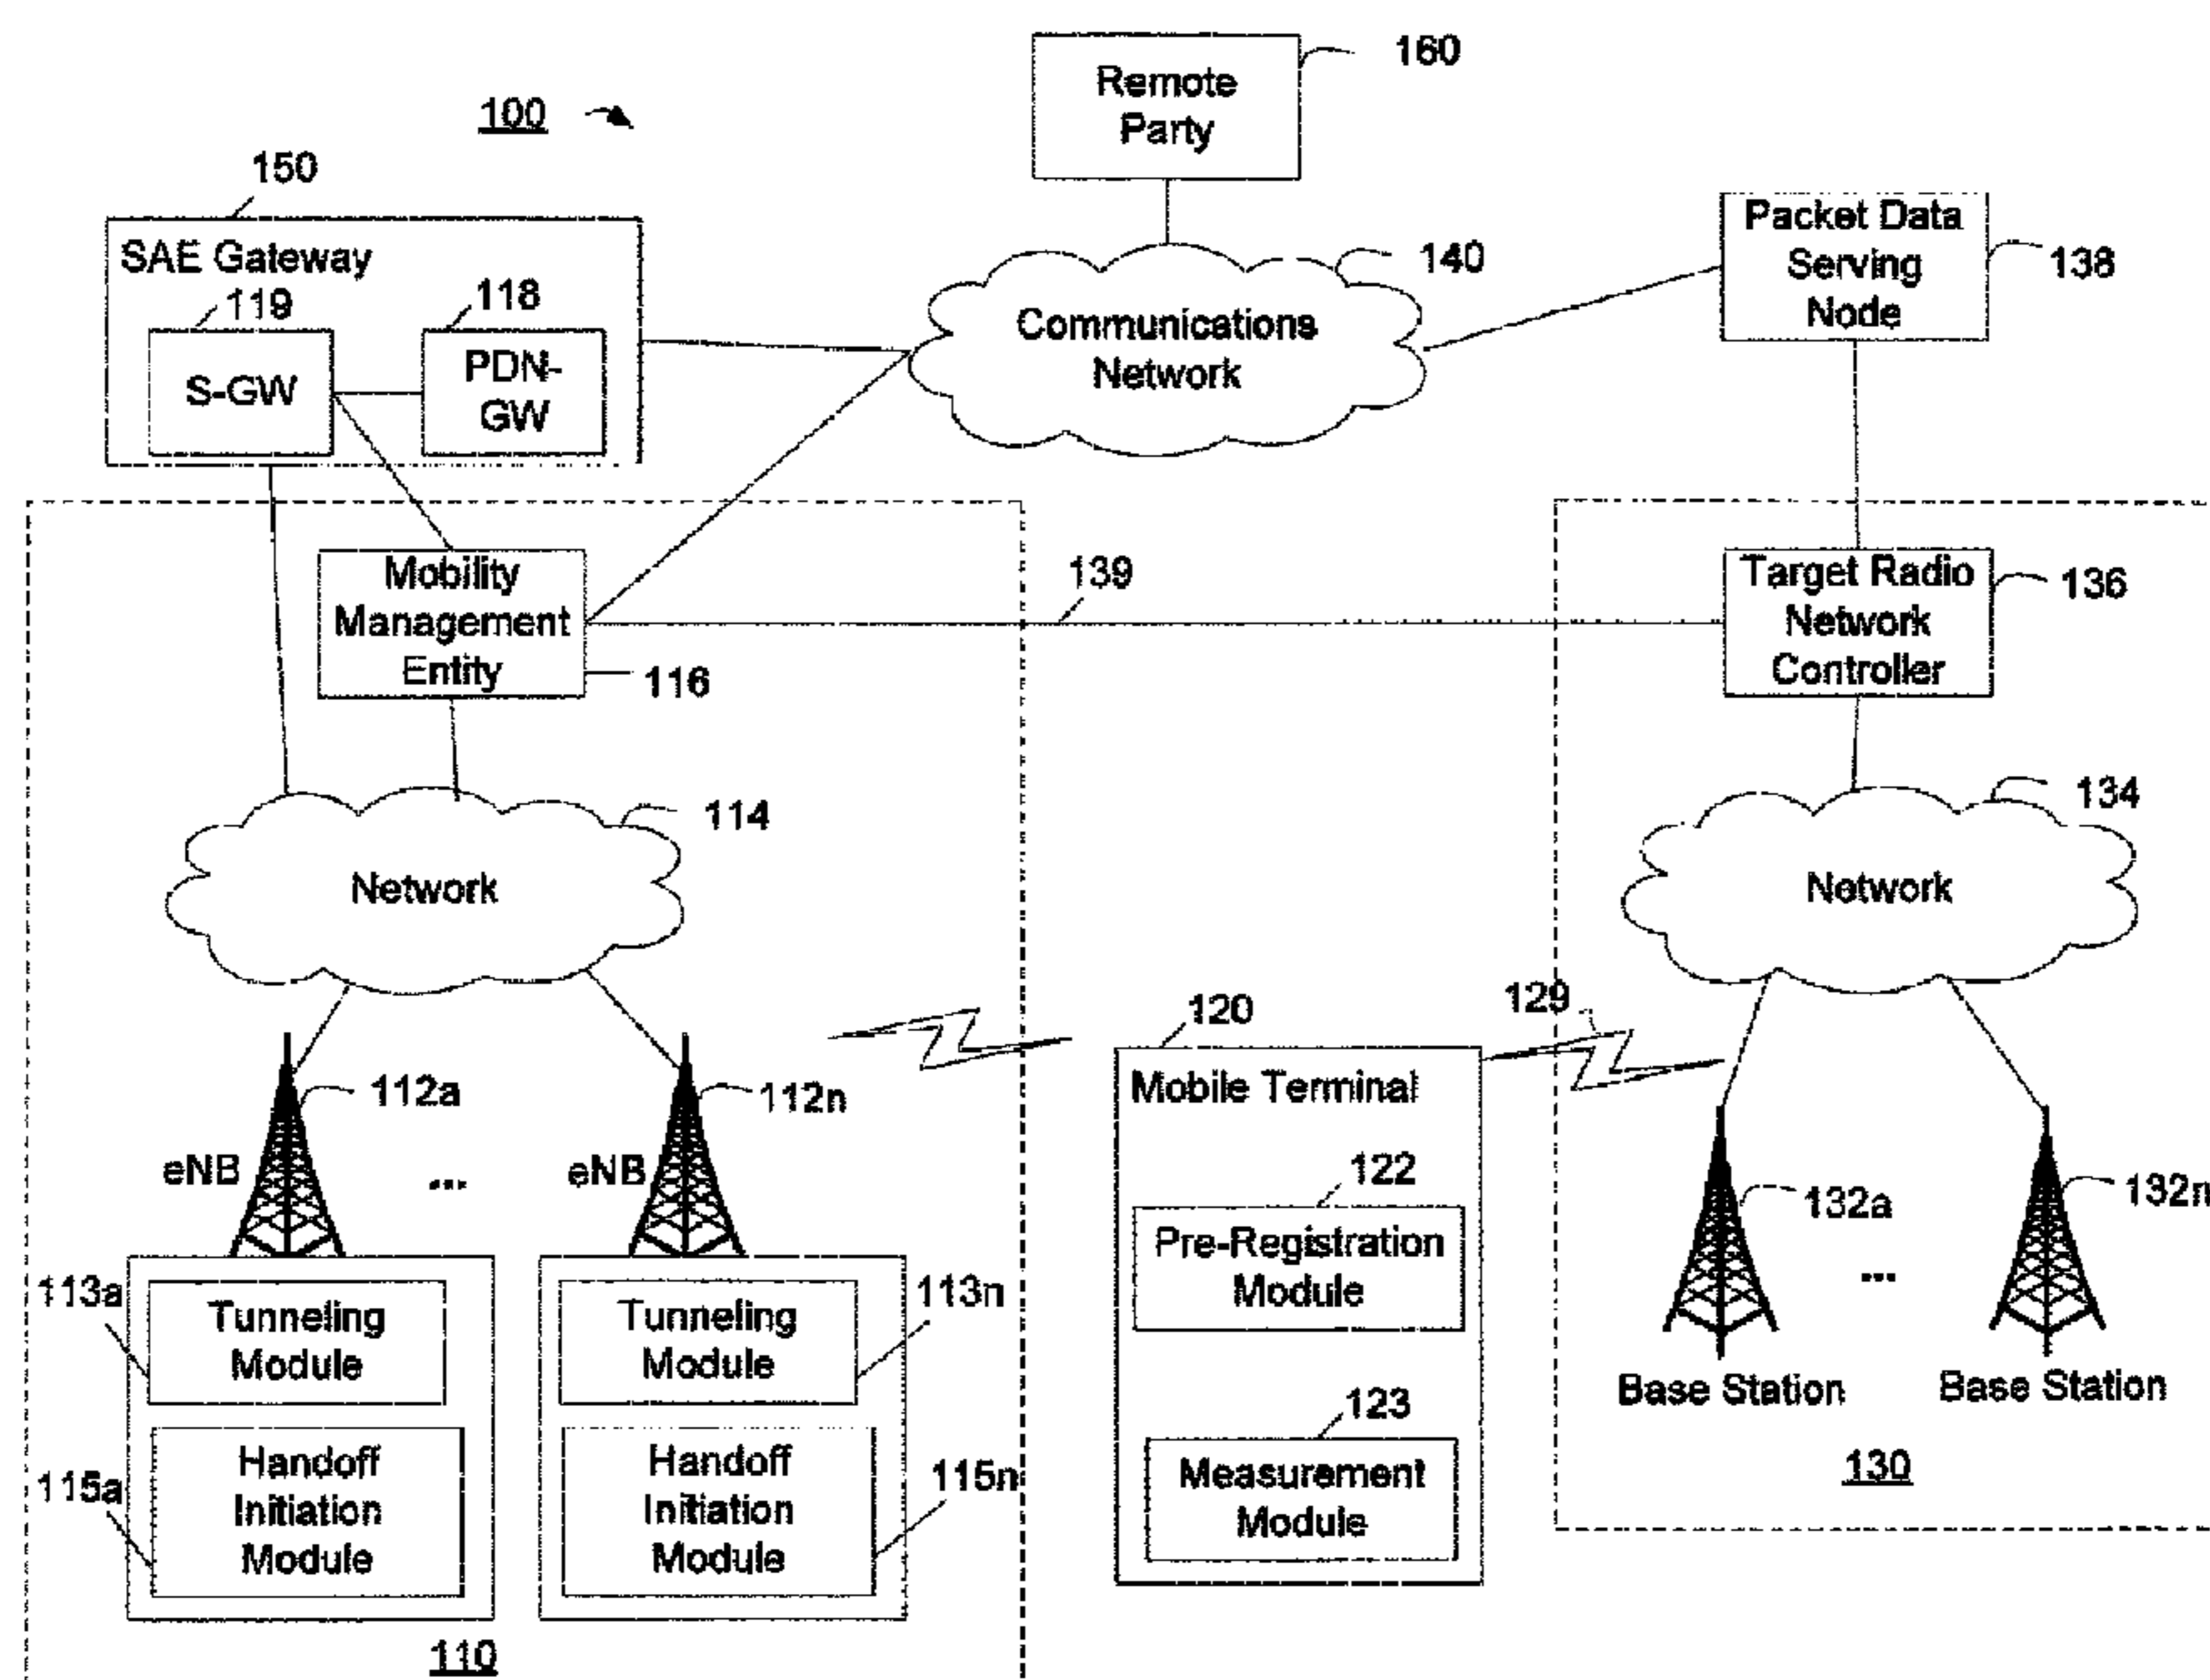 100
160
Remote
Party
150
SAE Gateway
119
118
S-GW
PDN-
GW
140
Communications
Network
Packet Data
Serving
Node
138
Mobility
Management
Entity
116
139
Target Radio
Network
Controller
136
114
Network
134
Network
112a
112n
eNB
...
eNB
113a
Tunneling
Module
Tunneling
Module
113n
115a
Handoff
Initiation
Module
Handoff
Initiation
Module
115n
110
120
129
Mobile Terminal
122
Pre-Registration
Module
123
Measurement
Module
132a
132n
...
Base Station
Base Station
130